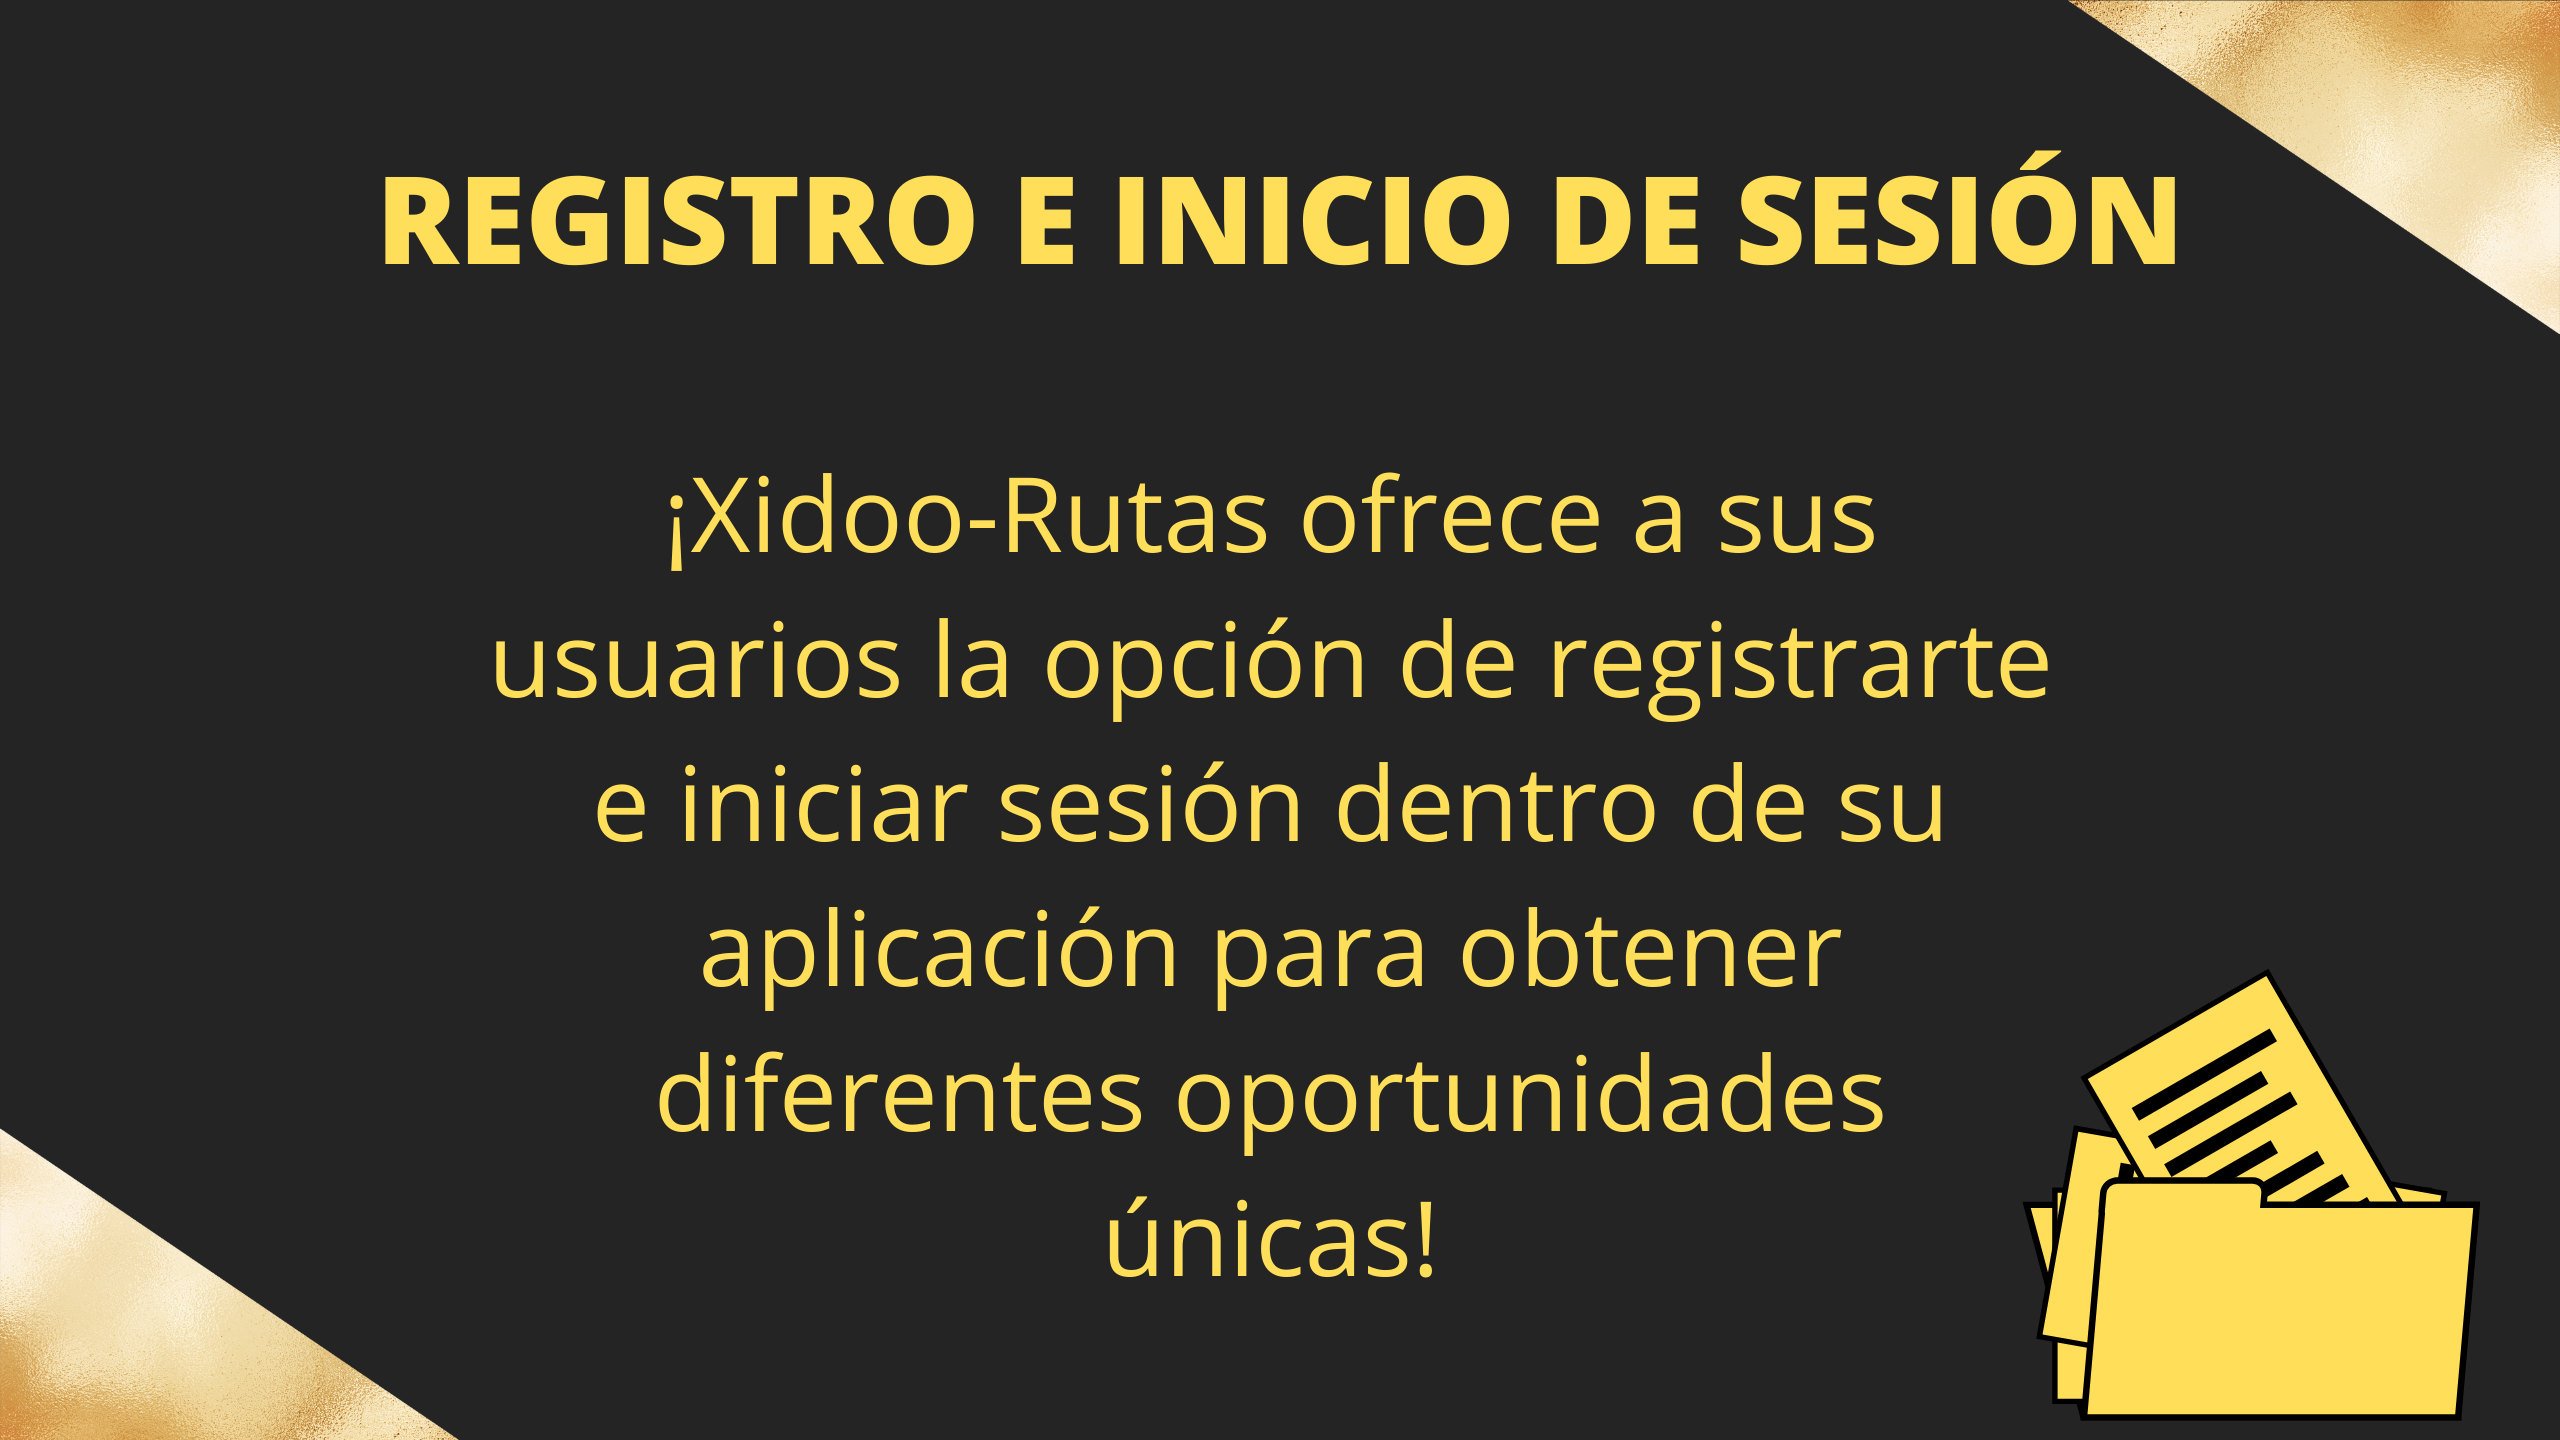 REGISTRO E INICIO DE SESIÓN
¡Xidoo-Rutas ofrece a sus
usuarios la opción de registrarte
e iniciar sesión dentro de su
aplicación para obtener
diferentes oportunidades
únicas!